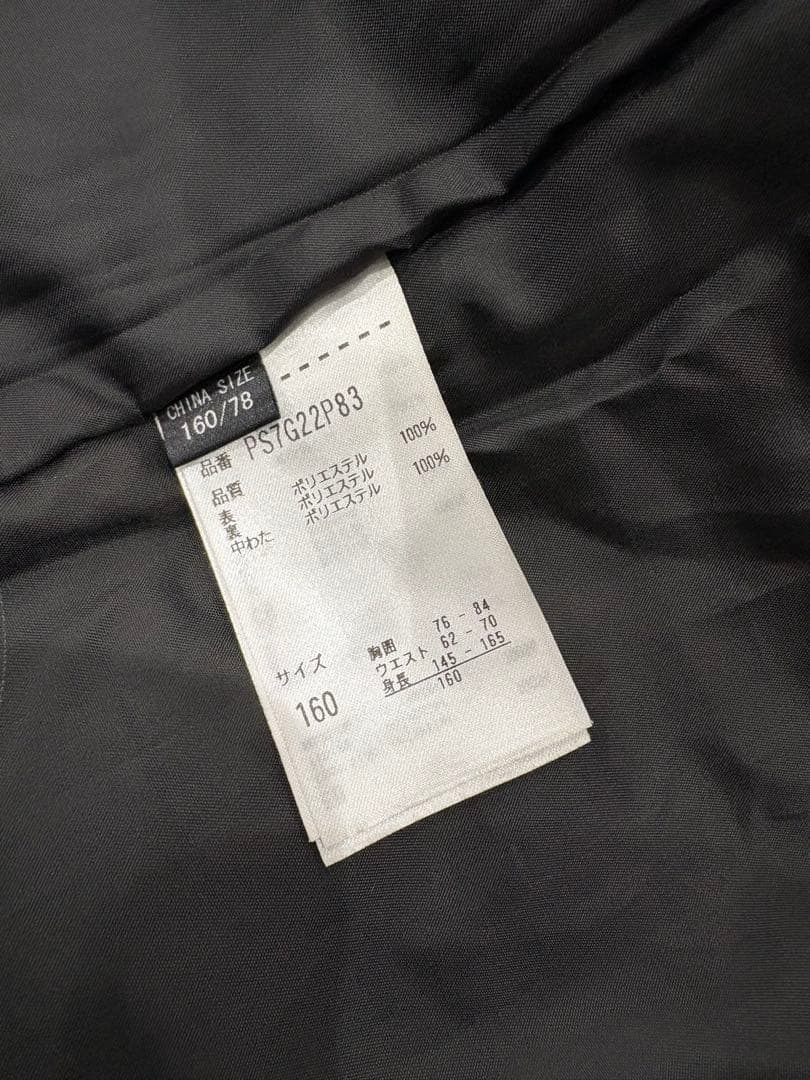 CHINA SIZE
160/78
品番 PS7G22P83
品質
表 ポリエステル 100%
裏 ポリエステル 100%
中わた ポリエステル
サイズ
160
胸囲 76 - 84
ウエスト 62 - 70
身長 145 - 165
160